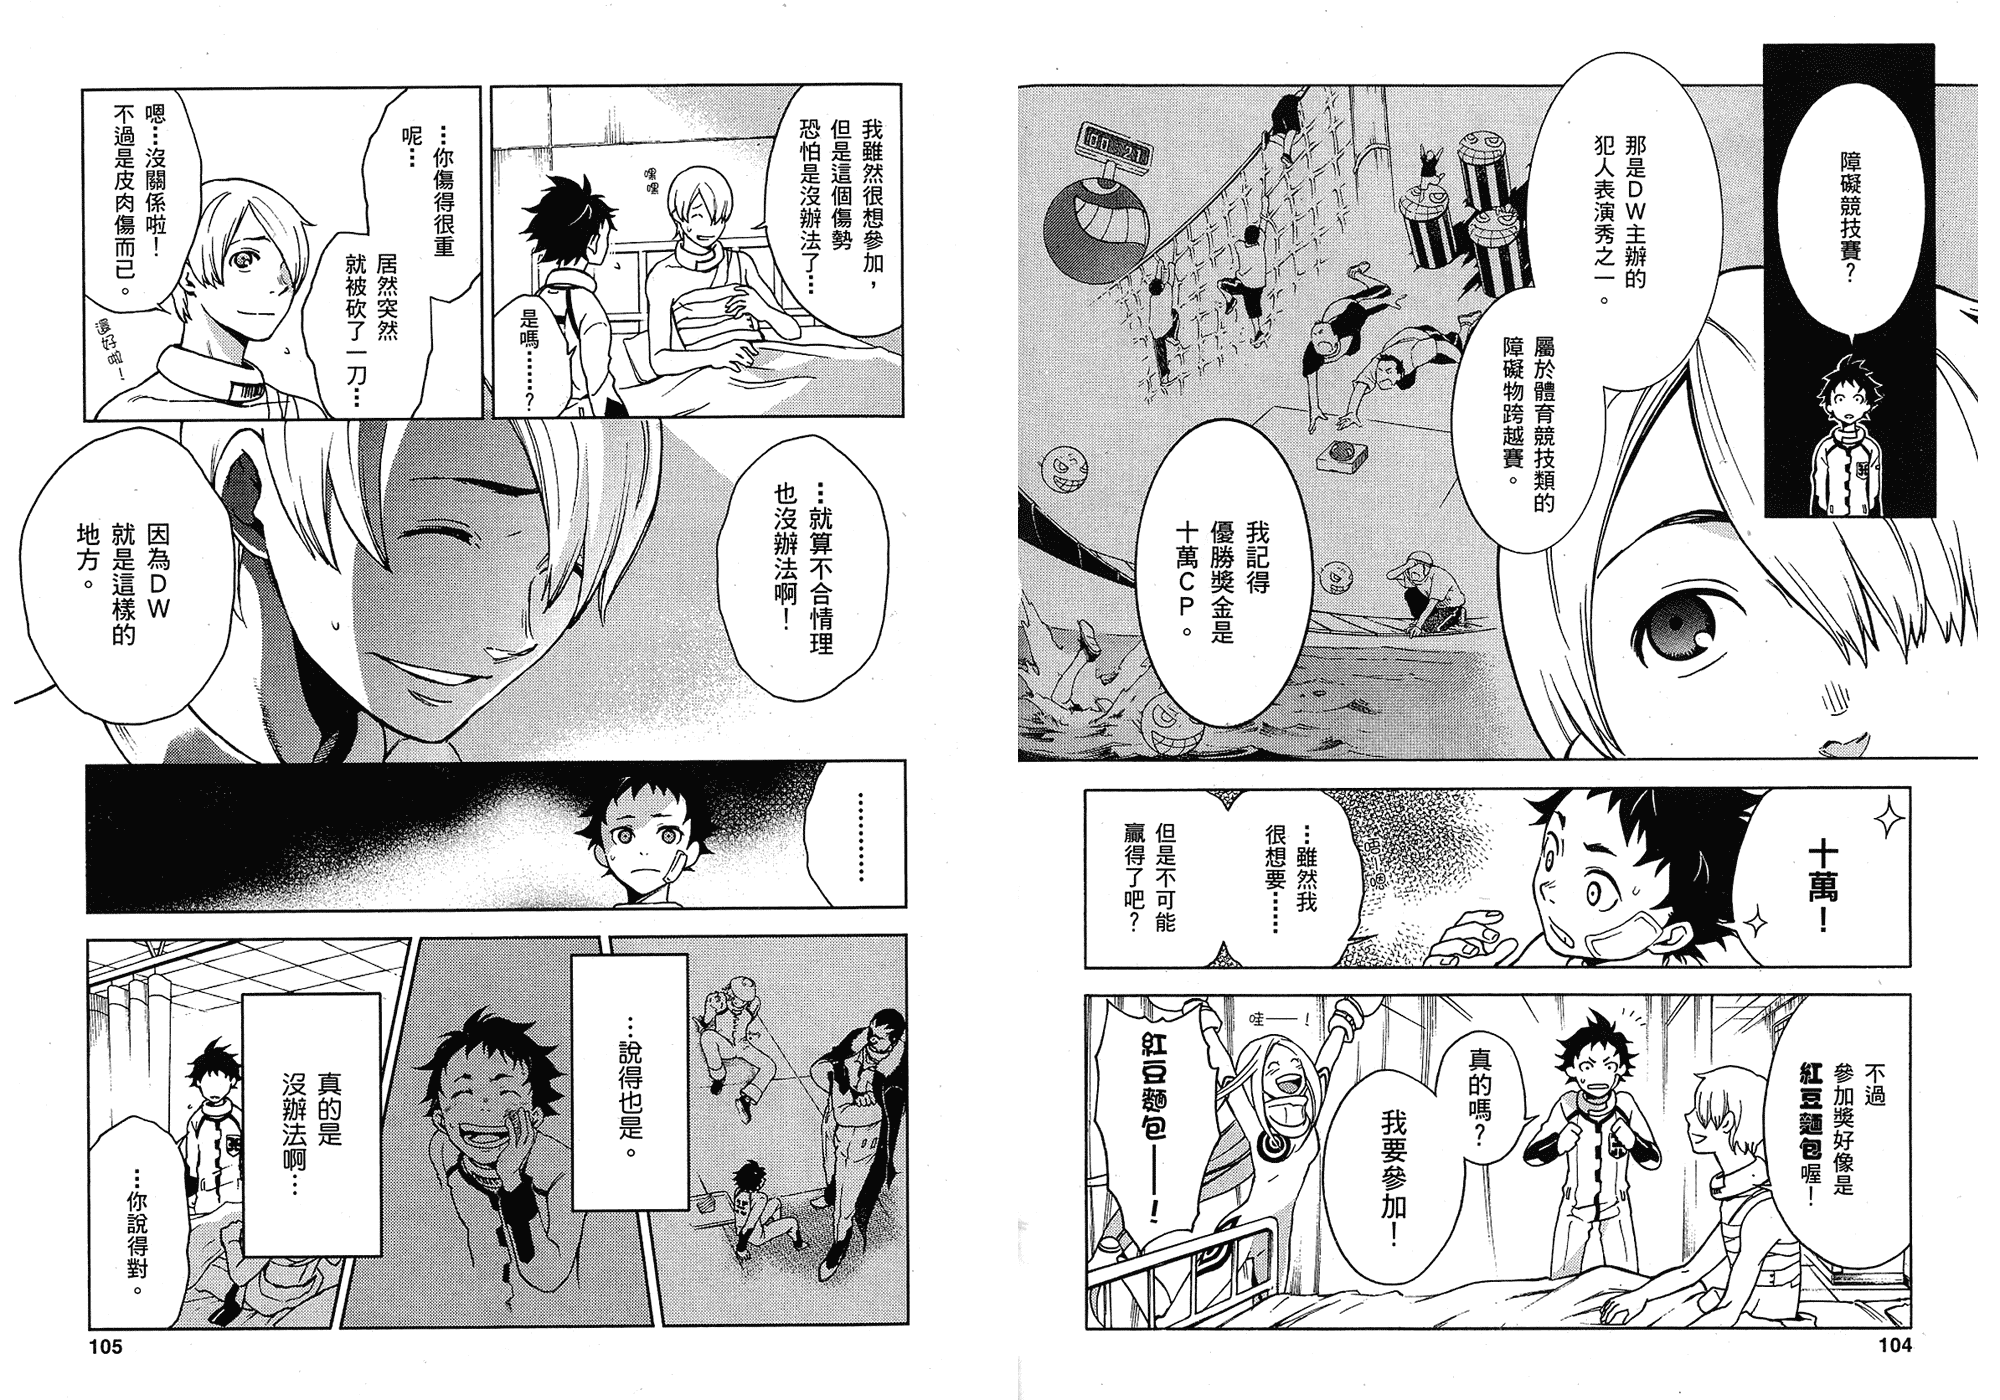 障礙競技賽？
那是ＤＷ主辦的
犯人表演秀之一。
屬於體育競技類的
障礙物跨越賽。
00521
我記得
優勝獎金是
十萬ＣＰ。
十萬！
嗯—嗯
…雖然我
很想要……
但是不可能
贏得了吧？
不過
參加獎好像是
紅豆麵包喔！
真的嗎？
我要參加！
哇——！
紅豆麵包——！
104
我雖然很想參加，
但是這個傷勢
恐怕是沒辦法了…
嘿嘿
是嗎………？
…你傷得很重
呢…
居然突然
就被砍了一刀…
嗯…沒關係啦！
不過是皮肉傷而已。
還好啦！
…就算不合情理
也沒辦法啊！
因為ＤＷ
就是這樣的
地方。
…………
…說得也是。
真的是
沒辦法啊…
…你說得對。
105